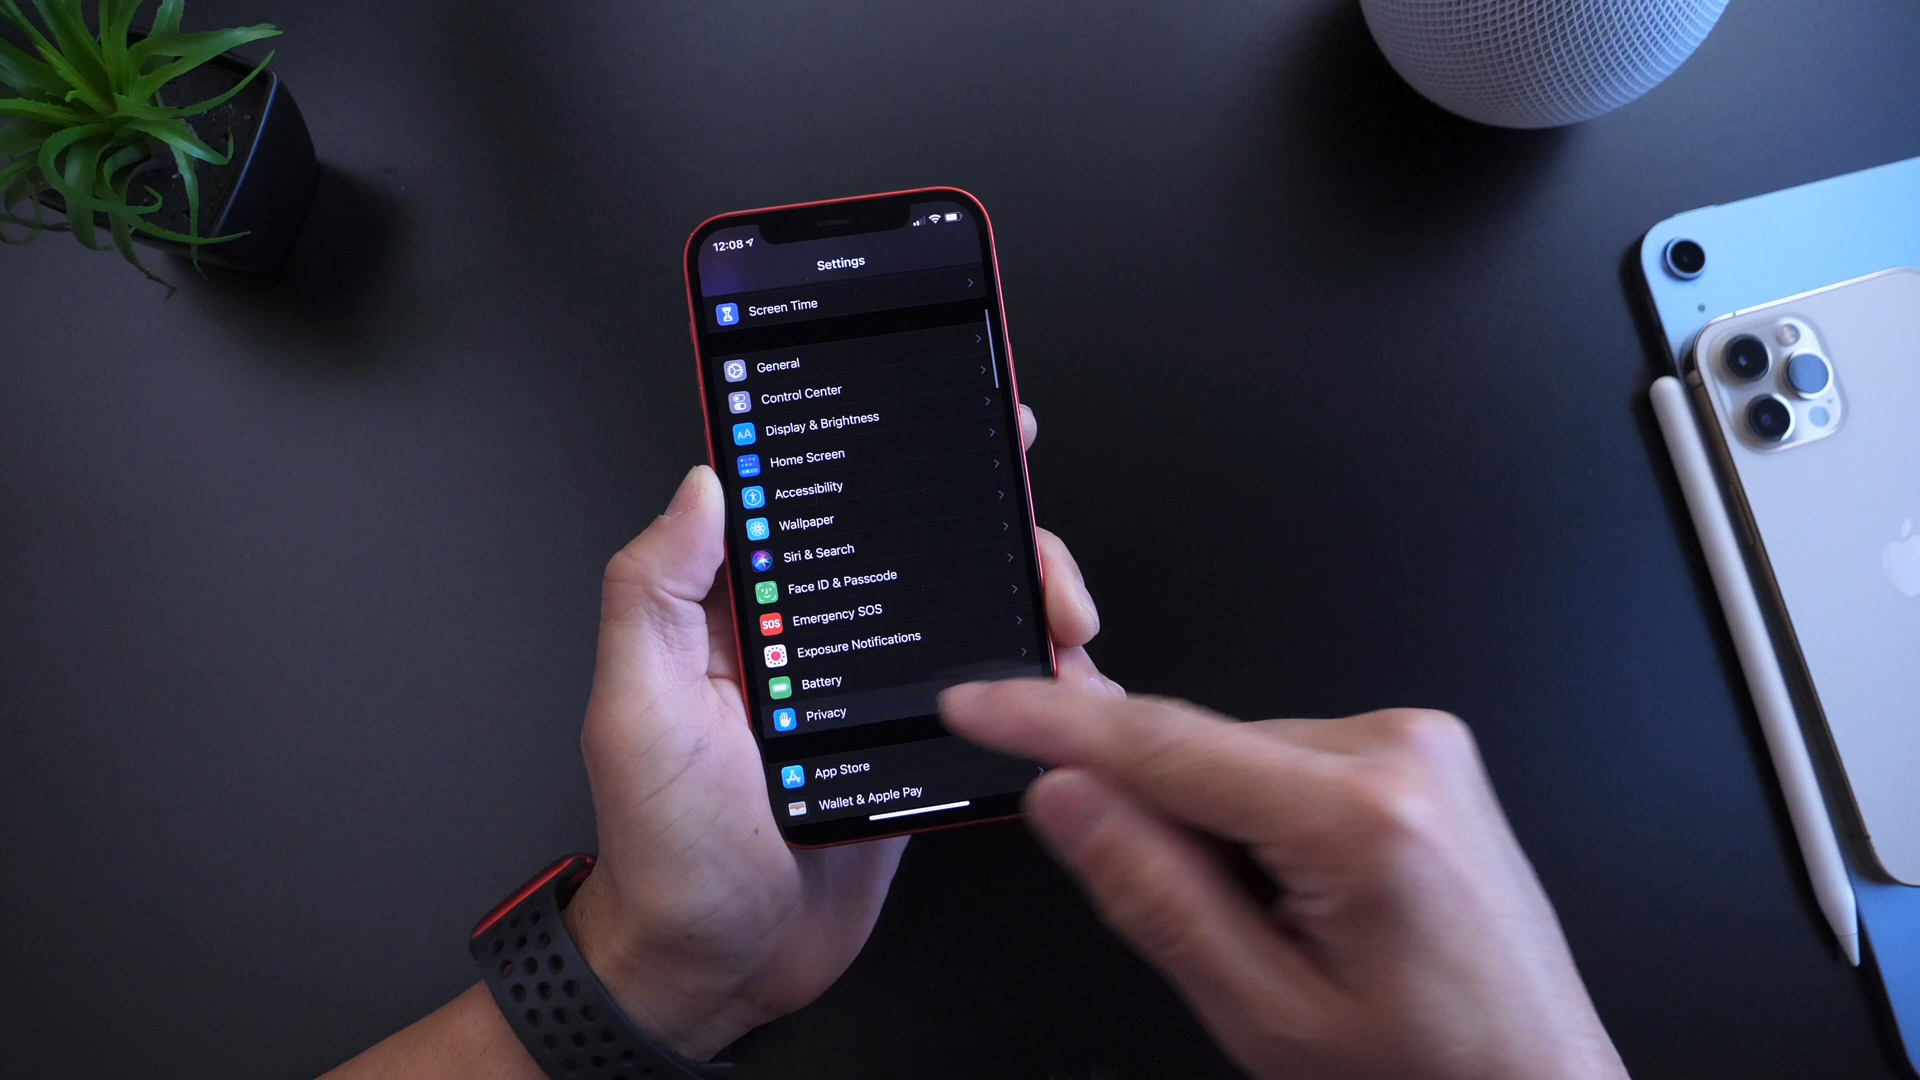 12:08
Settings
Screen Time
General
Control Center
AA Display & Brightness
Home Screen
Accessibility
Wallpaper
Siri & Search
Face ID & Passcode
SOS Emergency SOS
Exposure Notifications
Battery
Privacy
App Store
Wallet & Apple Pay